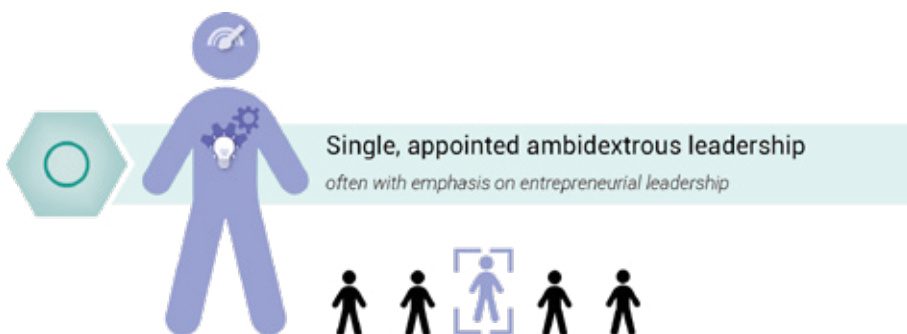 Single, appointed ambidextrous leadership
often with emphasis on entrepreneurial leadership